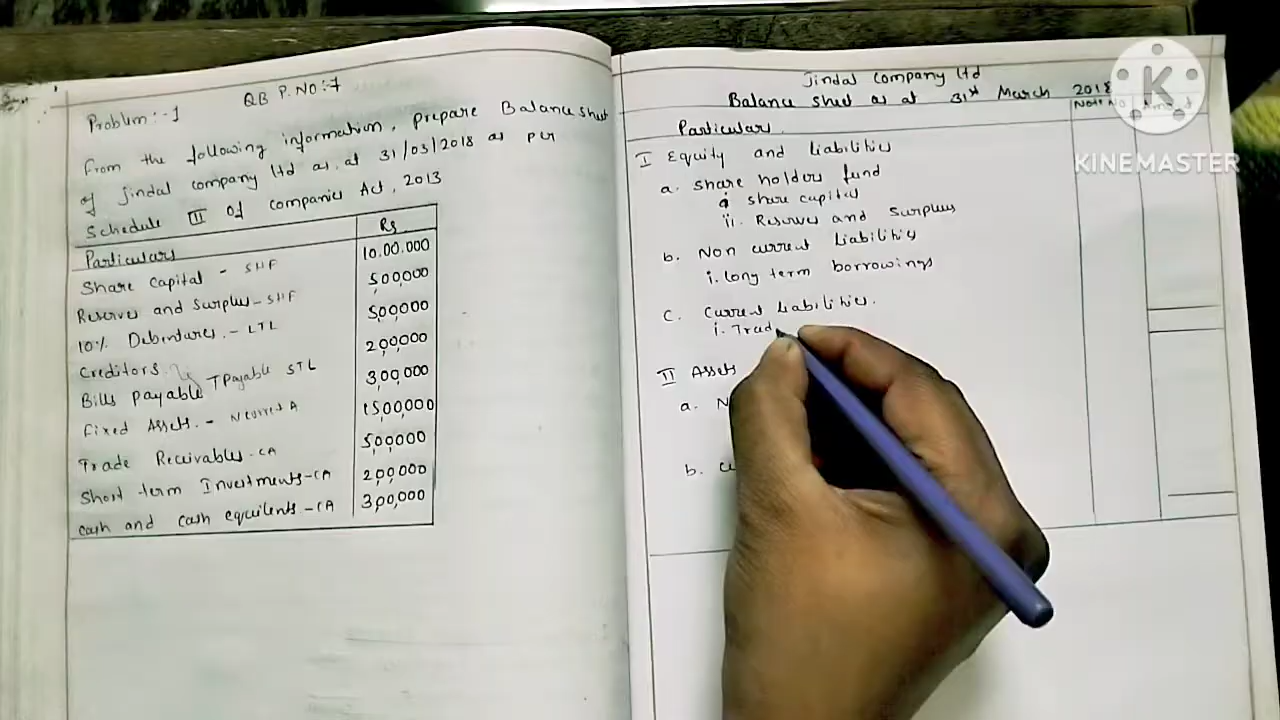 QB P.NO:-7
Problem:-1
From the following information, prepare Balance sheet
of Jindal company Ltd as at 31/03/2018 as per
Schedule III of companies Act, 2013
Particulars Rs
Share Capital - SHF 10,00,000
Reserves and Surplus - SHF 5,00,000
10% Debentures. - LTL 5,00,000
Creditors 2,00,000
Bills Payable TPayable STL 3,00,000
Fixed Assets. - Ncurrent A 15,00,000
Trade Receivables - CA 5,00,000
Short term Investments - CA 2,00,000
Cash and cash equilents - CA 3,00,000
Jindal Company Ltd
Balance sheet as at 31st March 2018
Particulars Note No
I Equity and liabilities
a. Share holders fund
i share capital
ii. Reserves and surplus
b. Non current liabilities
i. Long term borrowings
c. Current liabilities.
i. Trad
II Assets
a. N
b. cu
K
KINEMASTER